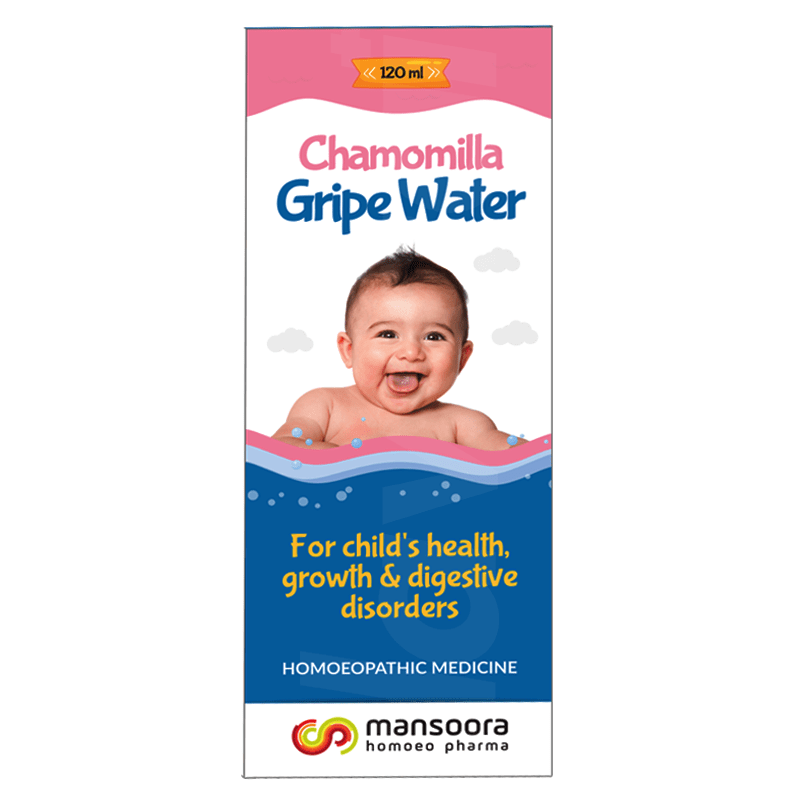 120 ml
Chamomilla
Gripe Water
For child's health,
growth & digestive
disorders
HOMOEOPATHIC MEDICINE
mansoora
homoeo pharma